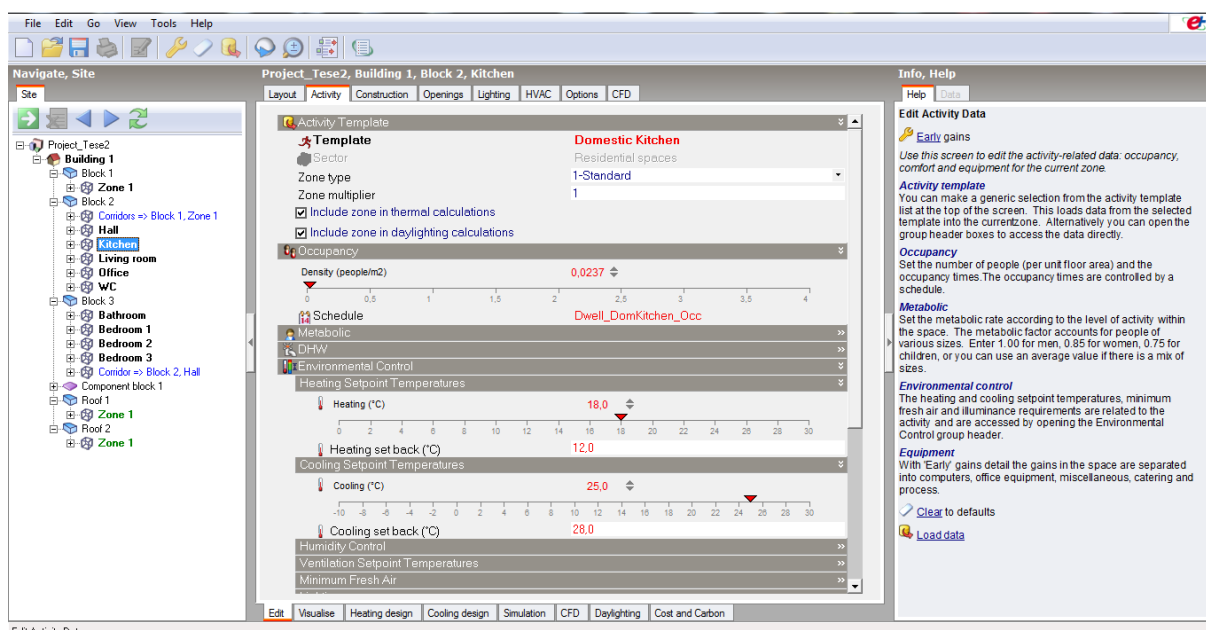 File Edit Go View Tools Help
Navigate, Site
Site
Project_Tese2
Building 1
Block 1
Zone 1
Block 2
Corridors => Block 1, Zone 1
Hall
Kitchen
Living room
Office
WC
Block 3
Bathroom
Bedroom 1
Bedroom 2
Bedroom 3
Corridor => Block 2, Hall
Component block 1
Roof 1
Zone 1
Roof 2
Zone 1
Project_Tese2, Building 1, Block 2, Kitchen
Layout Activity Construction Openings Lighting HVAC Options CFD
Activity Template
Template Domestic Kitchen
Sector Residential spaces
Zone type 1-Standard
Zone multiplier 1
Include zone in thermal calculations
Include zone in daylighting calculations
Occupancy
Density (people/m2) 0,0237
0 0,5 1 1,5 2 2,5 3 3,5 4
Schedule Dwell_DomKitchen_Occ
Metabolic
DHW
Environmental Control
Heating Setpoint Temperatures
Heating (°C) 18,0
0 2 4 6 8 10 12 14 16 18 20 22 24 26 28 30
Heating set back (°C) 12,0
Cooling Setpoint Temperatures
Cooling (°C) 25,0
-10 -8 -6 -4 -2 0 2 4 6 8 10 12 14 16 18 20 22 24 26 28 30
Cooling set back (°C) 28,0
Humidity Control
Ventilation Setpoint Temperatures
Minimum Fresh Air
Edit Visualise Heating design Cooling design Simulation CFD Daylighting Cost and Carbon
Info, Help
Help Data
Edit Activity Data
Early gains
Use this screen to edit the activity-related data: occupancy,
comfort and equipment for the current zone.
Activity template
You can make a generic selection from the activity template
list at the top of the screen. This loads data from the selected
template into the currentzone. Alternatively you can open the
group header boxes to access the data directly.
Occupancy
Set the number of people (per unit floor area) and the
occupancy times.The occupancy times are controlled by a
schedule.
Metabolic
Set the metabolic rate according to the level of activity within
the space. The metabolic factor accounts for people of
various sizes. Enter 1.00 for men, 0.85 for women, 0.75 for
children, or you can use an average value if there is a mix of
sizes.
Environmental control
The heating and cooling setpoint temperatures, minimum
fresh air and illuminance requirements are related to the
activity and are accessed by opening the Environmental
Control group header.
Equipment
With 'Early' gains detail the gains in the space are separated
into computers, office equipment, miscellaneous, catering and
process.
Clear to defaults
Load data